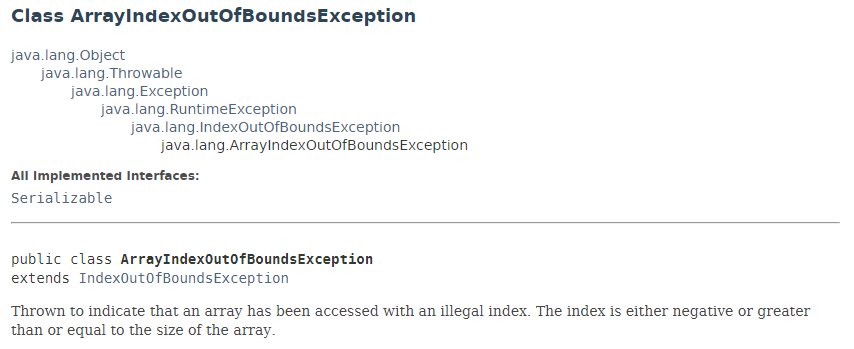 Class ArrayIndexOutOfBoundsException
java.lang.Object
java.lang.Throwable
java.lang.Exception
java.lang.RuntimeException
java.lang.IndexOutOfBoundsException
java.lang.ArrayIndexOutOfBoundsException
All Implemented Interfaces:
Serializable
public class ArrayIndexOutOfBoundsException
extends IndexOutOfBoundsException
Thrown to indicate that an array has been accessed with an illegal index. The index is either negative or greater
than or equal to the size of the array.